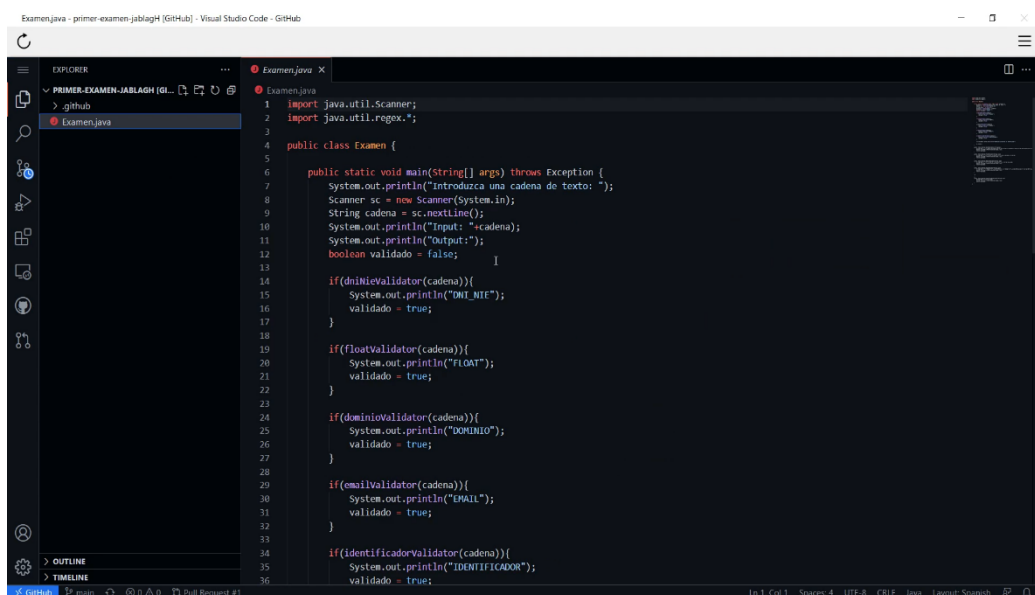 Examen.java - primer-examen-jablagH [GitHub] - Visual Studio Code - GitHub
EXPLORER
PRIMER-EXAMEN-JABLAGH [GI...
.github
Examen.java
OUTLINE
TIMELINE
Examen.java
Examen.java
1 import java.util.Scanner;
2 import java.util.regex.*;
3
4 public class Examen {
5
6 public static void main(String[] args) throws Exception {
7 System.out.println("Introduzca una cadena de texto: ");
8 Scanner sc = new Scanner(System.in);
9 String cadena = sc.nextLine();
10 System.out.println("Input: "+cadena);
11 System.out.println("Output:");
12 boolean validado = false;
13
14 if(dniNieValidator(cadena)){
15 System.out.println("DNI_NIE");
16 validado = true;
17 }
18
19 if(floatValidator(cadena)){
20 System.out.println("FLOAT");
21 validado = true;
22 }
23
24 if(dominioValidator(cadena)){
25 System.out.println("DOMINIO");
26 validado = true;
27 }
28
29 if(emailValidator(cadena)){
30 System.out.println("EMAIL");
31 validado = true;
32 }
33
34 if(identificadorValidator(cadena)){
35 System.out.println("IDENTIFICADOR");
36 validado = true;
GitHub main 0 0 Pull Request #1 Ln 1, Col 1 Spaces: 4 UTF-8 CRLF Java Layout: Spanish